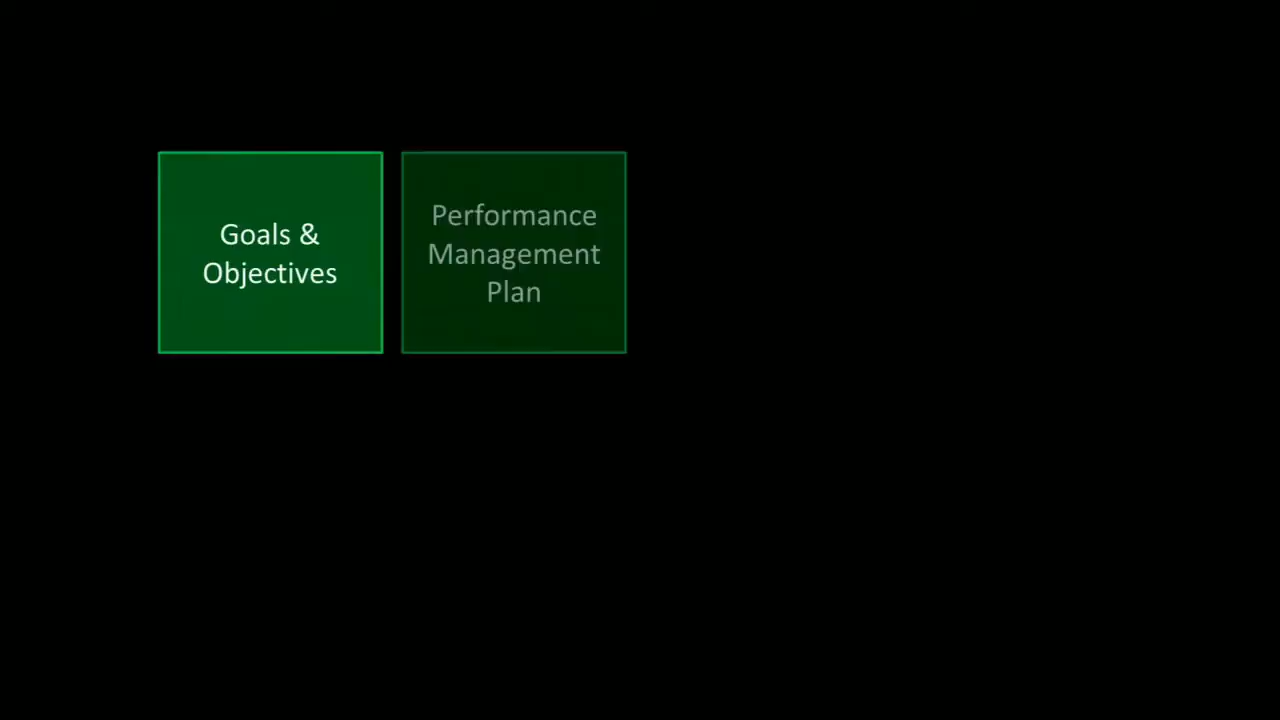 Goals &
Objectives
Performance
Management
Plan